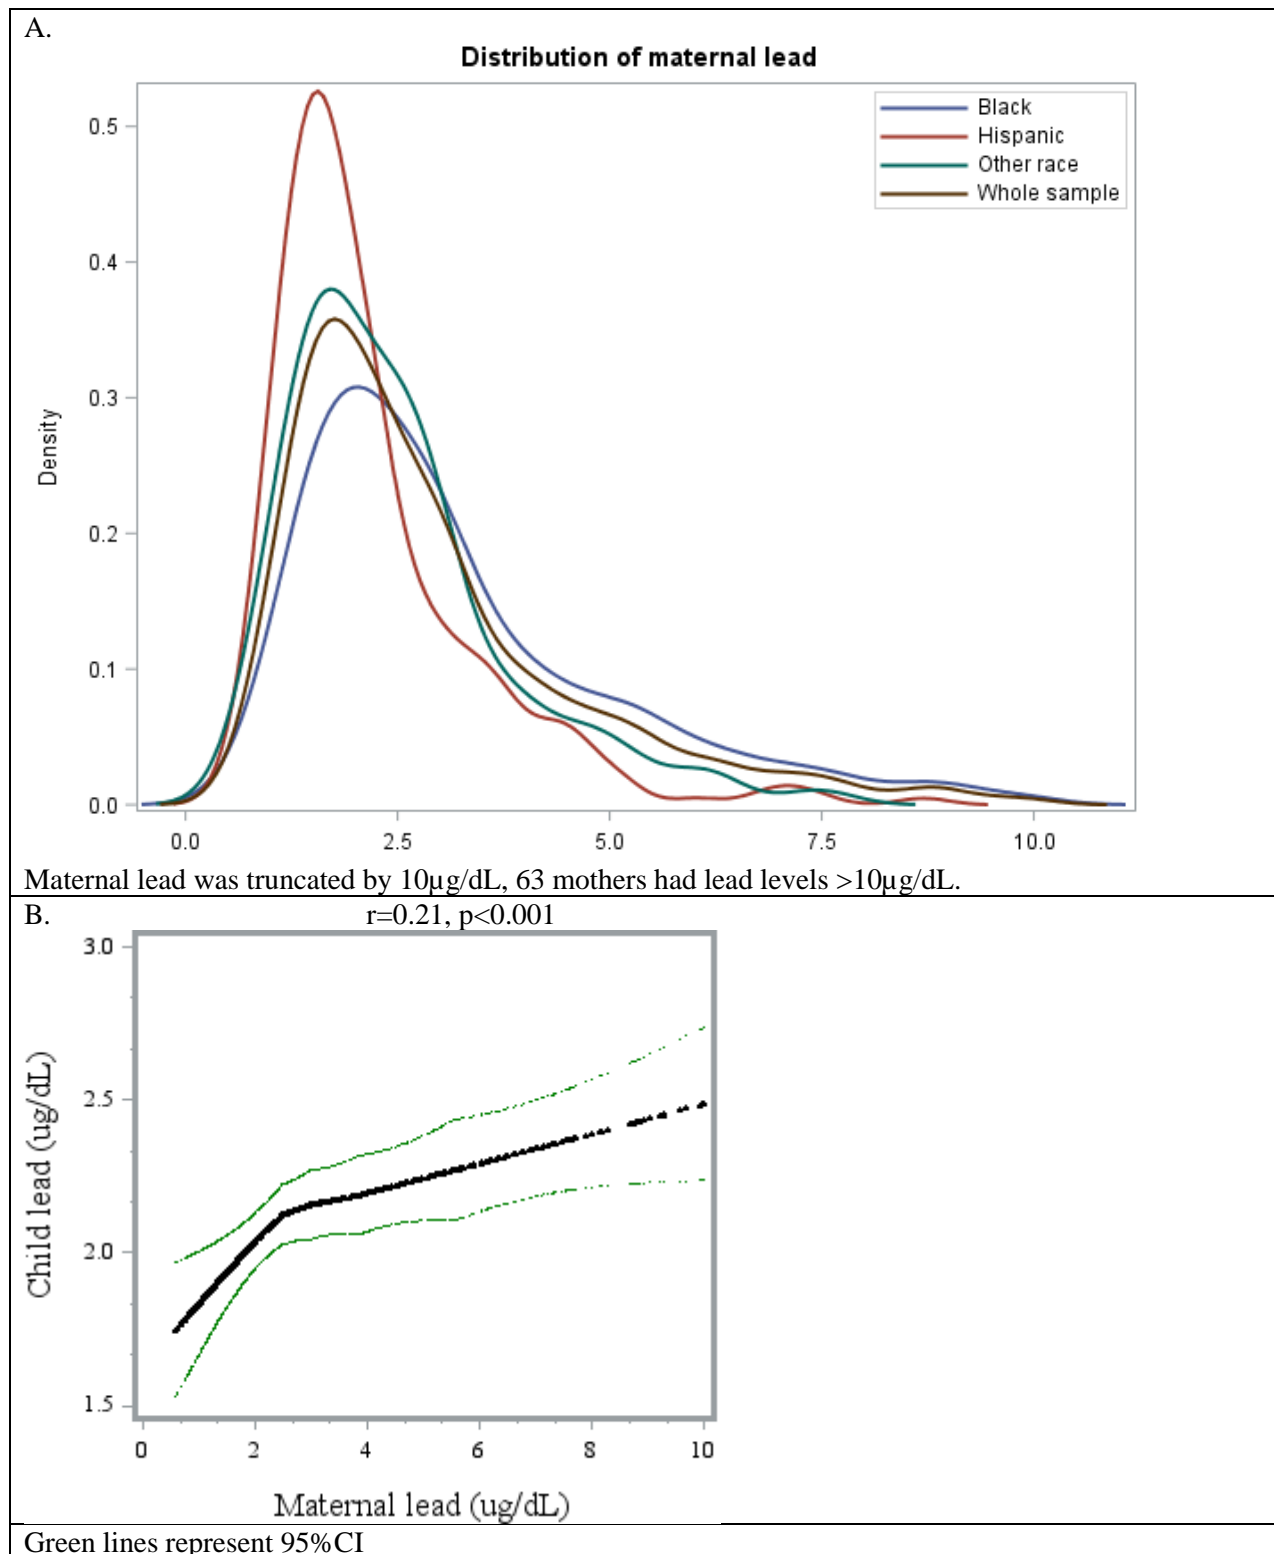 A.
Distribution of maternal lead
Black
Hispanic
Other race
Whole sample
0.5
0.4
0.3
0.2
0.1
0.0
Density
0.0 2.5 5.0 7.5 10.0
Maternal lead was truncated by 10µg/dL, 63 mothers had lead levels >10µg/dL.
B.
r=0.21, p<0.001
3.0
2.5
2.0
1.5
Child lead (ug/dL)
0 2 4 6 8 10
Maternal lead (ug/dL)
Green lines represent 95%CI